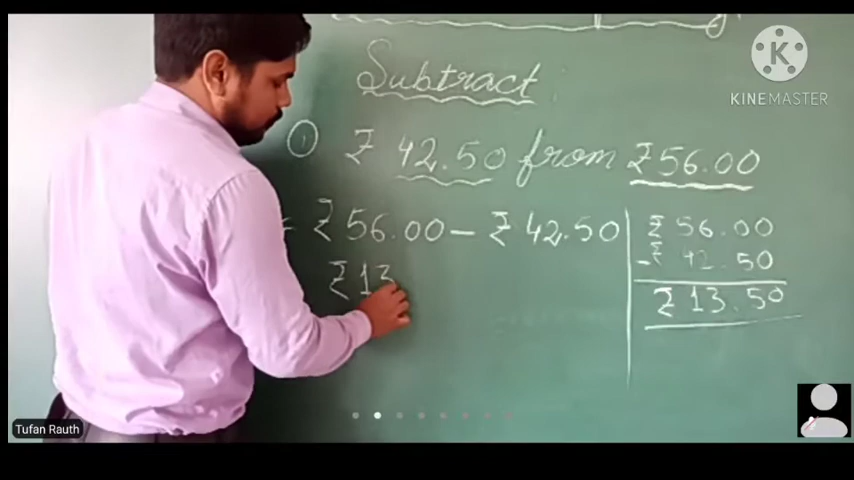 KINEMASTER
Subtract
① ₹ 42.50 from ₹56.00
= ₹56.00 – ₹ 42.50
₹13
₹ 56.00
-₹ 42.50
₹13.50
Tufan Rauth